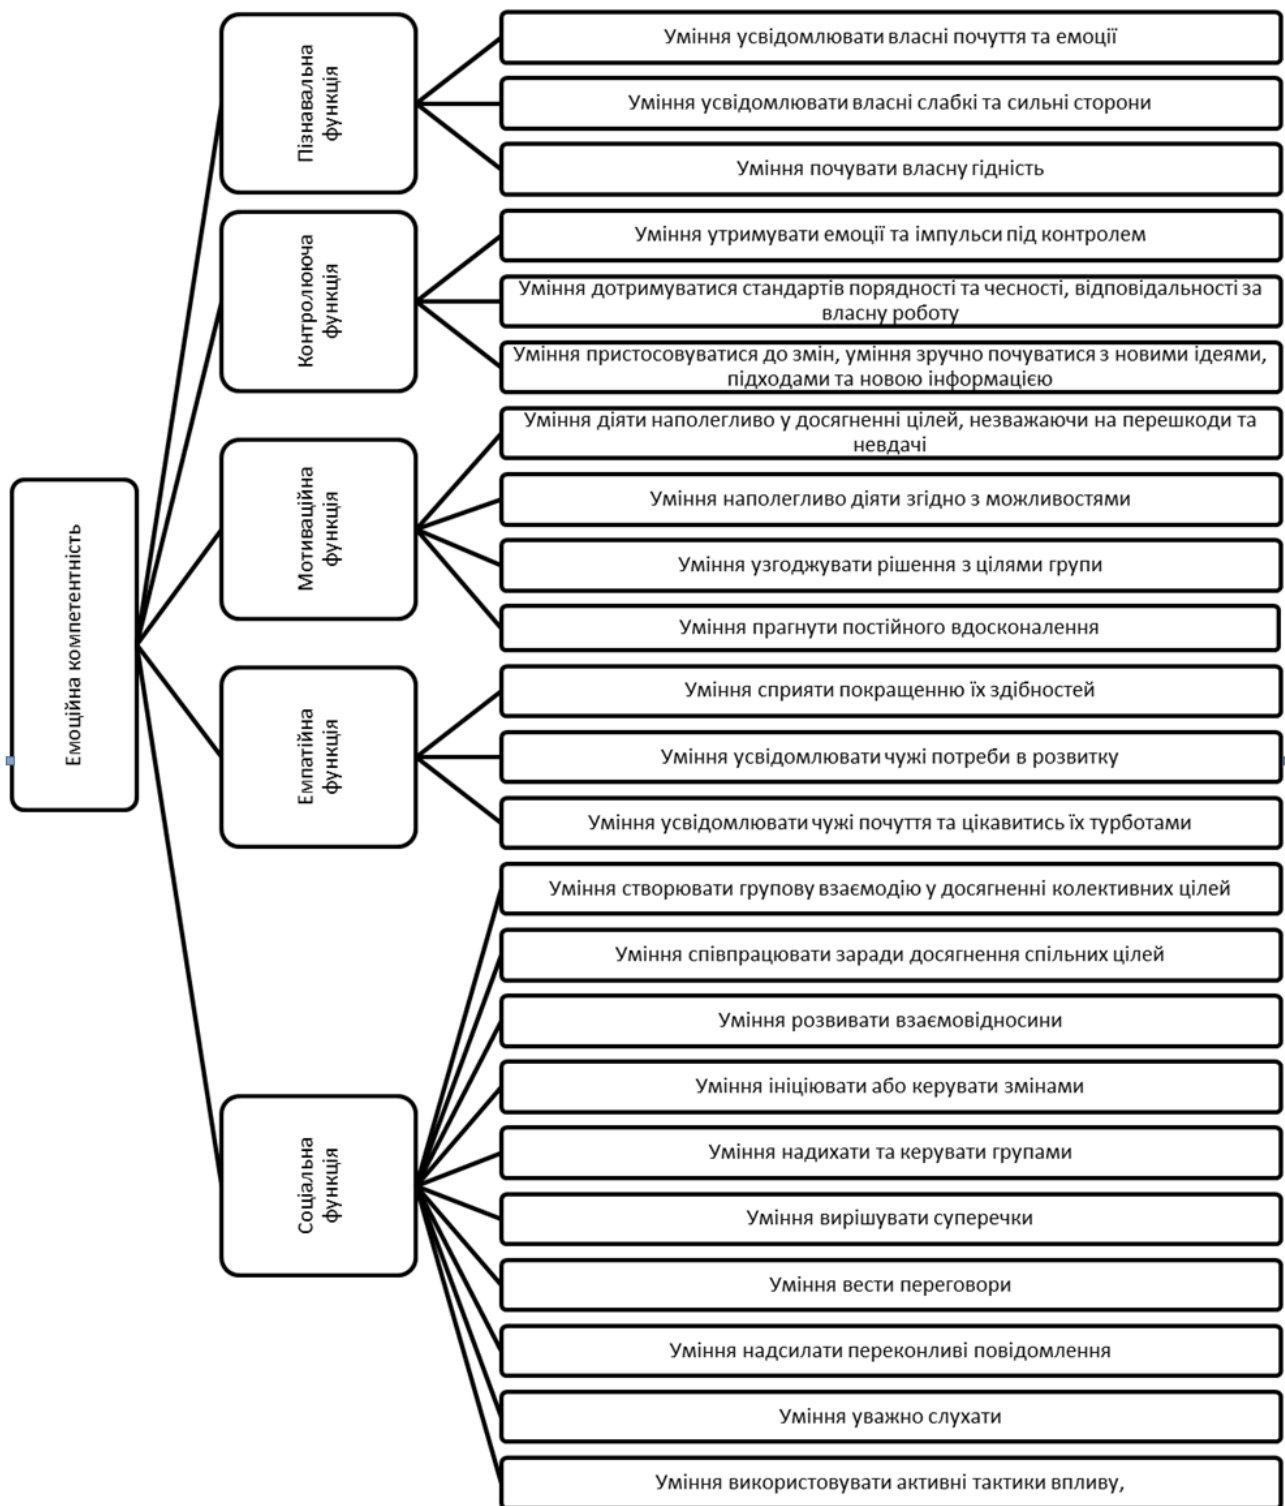 Емоційна компетентність
Пізнавальна
функція
Уміння усвідомлювати власні почуття та емоції
Уміння усвідомлювати власні слабкі та сильні сторони
Уміння почувати власну гідність
Контролююча
функція
Уміння утримувати емоції та імпульси під контролем
Уміння дотримуватися стандартів порядності та чесності, відповідальності за
власну роботу
Уміння пристосовуватися до змін, уміння зручно почуватися з новими ідеями,
підходами та новою інформацією
Мотиваційна
функція
Уміння діяти наполегливо у досягненні цілей, незважаючи на перешкоди та
невдачі
Уміння наполегливо діяти згідно з можливостями
Уміння узгоджувати рішення з цілями групи
Уміння прагнути постійного вдосконалення
Емпатійна
функція
Уміння сприяти покращенню їх здібностей
Уміння усвідомлювати чужі потреби в розвитку
Уміння усвідомлювати чужі почуття та цікавитись їх турботами
Соціальна
функція
Уміння створювати групову взаємодію у досягненні колективних цілей
Уміння співпрацювати заради досягнення спільних цілей
Уміння розвивати взаємовідносини
Уміння ініціювати або керувати змінами
Уміння надихати та керувати групами
Уміння вирішувати суперечки
Уміння вести переговори
Уміння надсилати переконливі повідомлення
Уміння уважно слухати
Уміння використовувати активні тактики впливу,